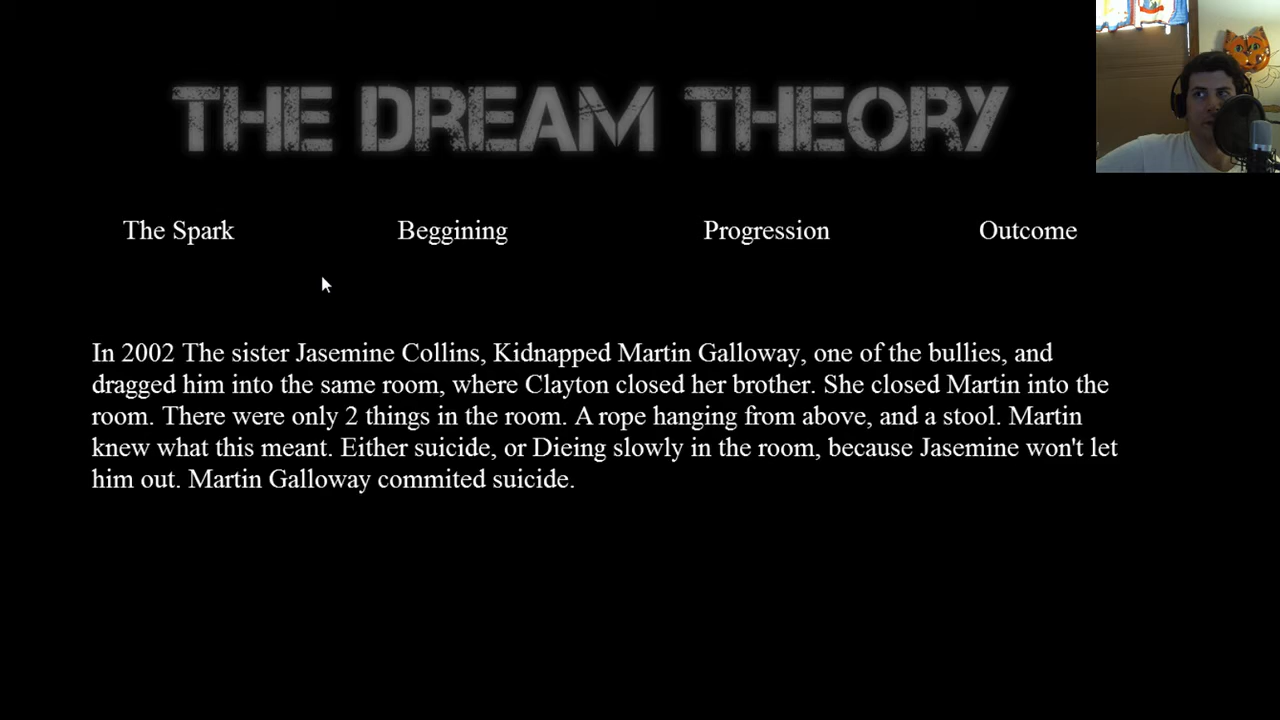 THE DREAM THEORY
The Spark Beggining Progression Outcome
In 2002 The sister Jasemine Collins, Kidnapped Martin Galloway, one of the bullies, and
dragged him into the same room, where Clayton closed her brother. She closed Martin into the
room. There were only 2 things in the room. A rope hanging from above, and a stool. Martin
knew what this meant. Either suicide, or Dieing slowly in the room, because Jasemine won't let
him out. Martin Galloway commited suicide.